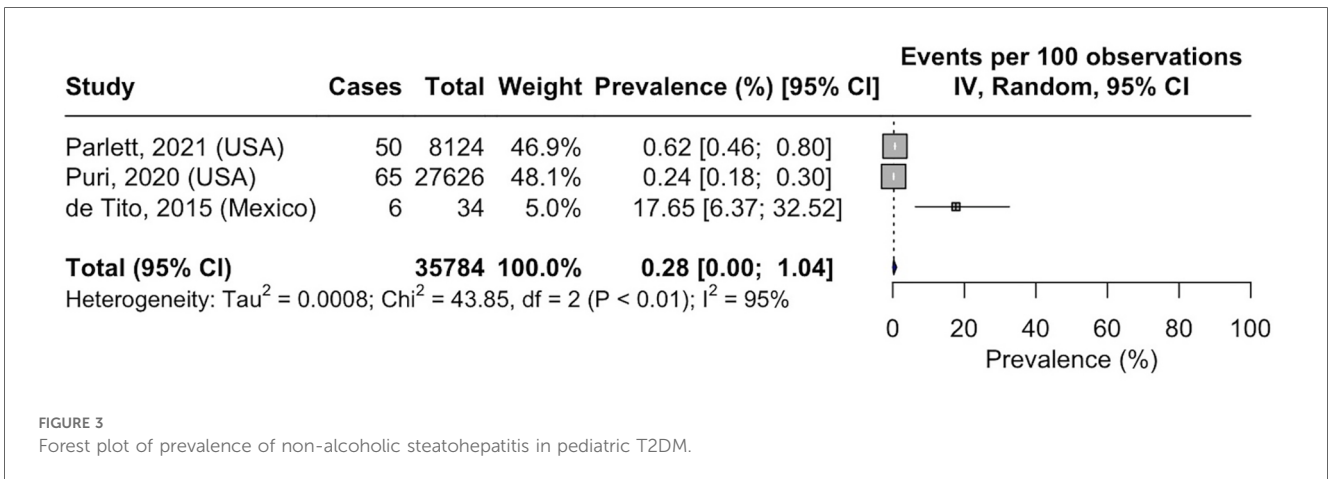 Events per 100 observations
Study Cases Total Weight Prevalence (%) [95% CI] IV, Random, 95% CI
Parlett, 2021 (USA) 50 8124 46.9% 0.62 [0.46; 0.80]
Puri, 2020 (USA) 65 27626 48.1% 0.24 [0.18; 0.30]
de Tito, 2015 (Mexico) 6 34 5.0% 17.65 [6.37; 32.52]
Total (95% CI) 35784 100.0% 0.28 [0.00; 1.04]
Heterogeneity: Tau² = 0.0008; Chi² = 43.85, df = 2 (P < 0.01); I² = 95%
0 20 40 60 80 100
Prevalence (%)
FIGURE 3
Forest plot of prevalence of non-alcoholic steatohepatitis in pediatric T2DM.